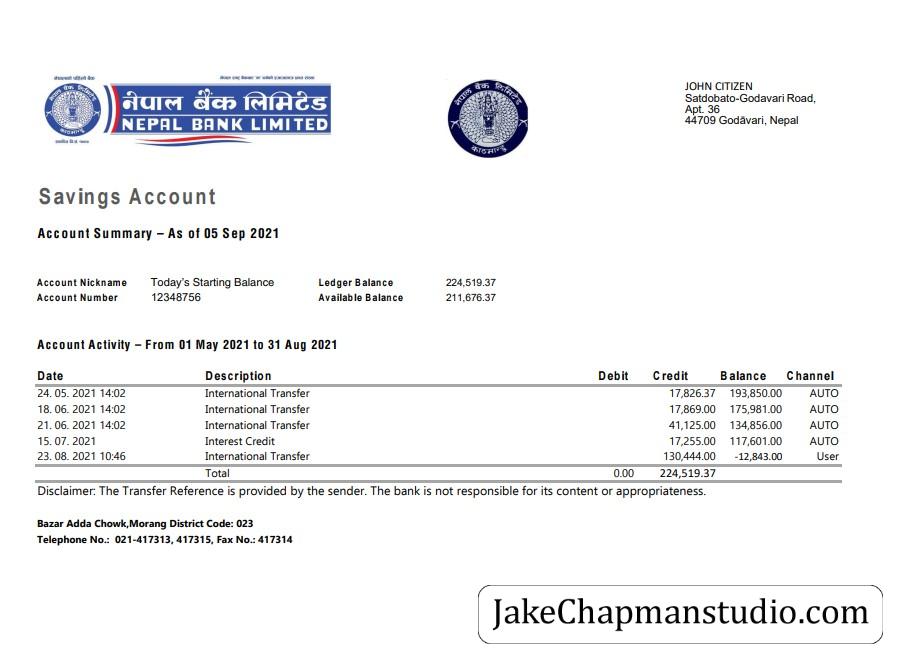 नेपाल बैंक लिमिटेड
NEPAL BANK LIMITED
नेपाल बैंक लिमिटेड
काठमाण्डू
JOHN CITIZEN
Satdobato-Godavari Road,
Apt. 36
44709 Godāvari, Nepal
Savings Account
Account Summary – As of 05 Sep 2021
Account Nickname Today's Starting Balance Ledger Balance 224,519.37
Account Number 12348756 Available Balance 211,676.37
Account Activity – From 01 May 2021 to 31 Aug 2021
Date Description Debit Credit Balance Channel
24. 05. 2021 14:02 International Transfer 17,826.37 193,850.00 AUTO
18. 06. 2021 14:02 International Transfer 17,869.00 175,981.00 AUTO
21. 06. 2021 14:02 International Transfer 41,125.00 134,856.00 AUTO
15. 07. 2021 Interest Credit 17,255.00 117,601.00 AUTO
23. 08. 2021 10:46 International Transfer 130,444.00 -12,843.00 User
Total 0.00 224,519.37
Disclaimer: The Transfer Reference is provided by the sender. The bank is not responsible for its content or appropriateness.
Bazar Adda Chowk,Morang District Code: 023
Telephone No.: 021-417313, 417315, Fax No.: 417314
JakeChapmanstudio.com